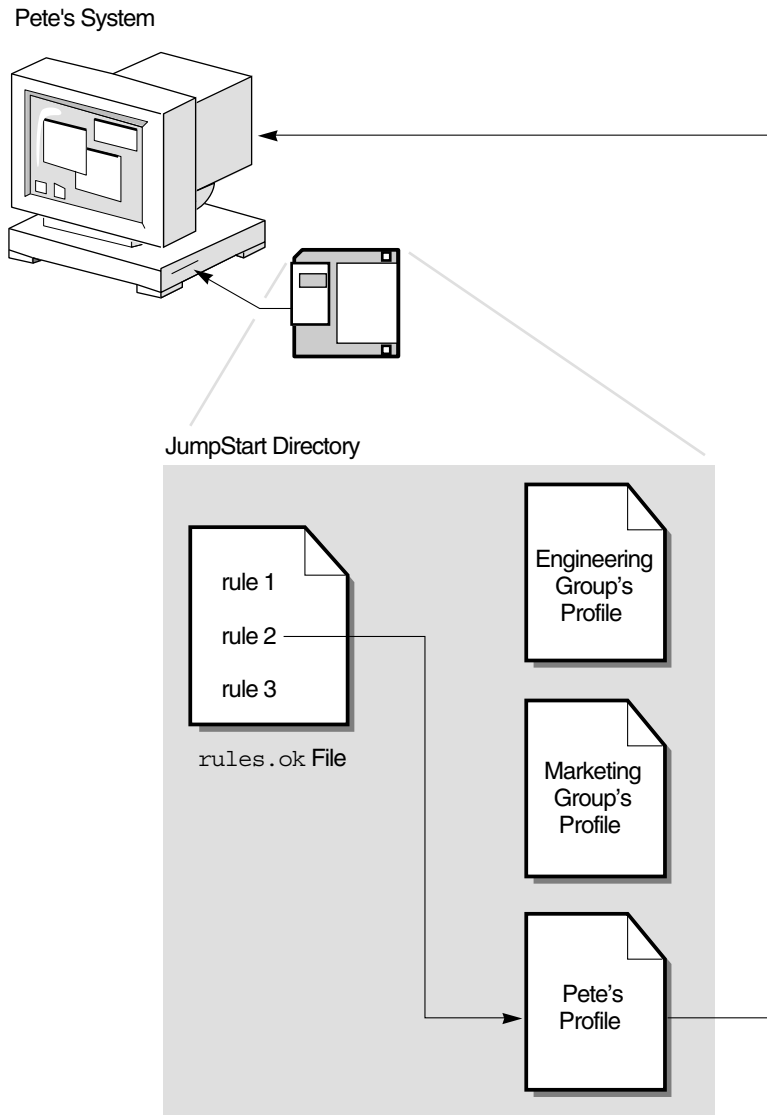 Pete's System
JumpStart Directory
rule 1
rule 2
rule 3
rules.ok File
Engineering
Group's
Profile
Marketing
Group's
Profile
Pete's
Profile